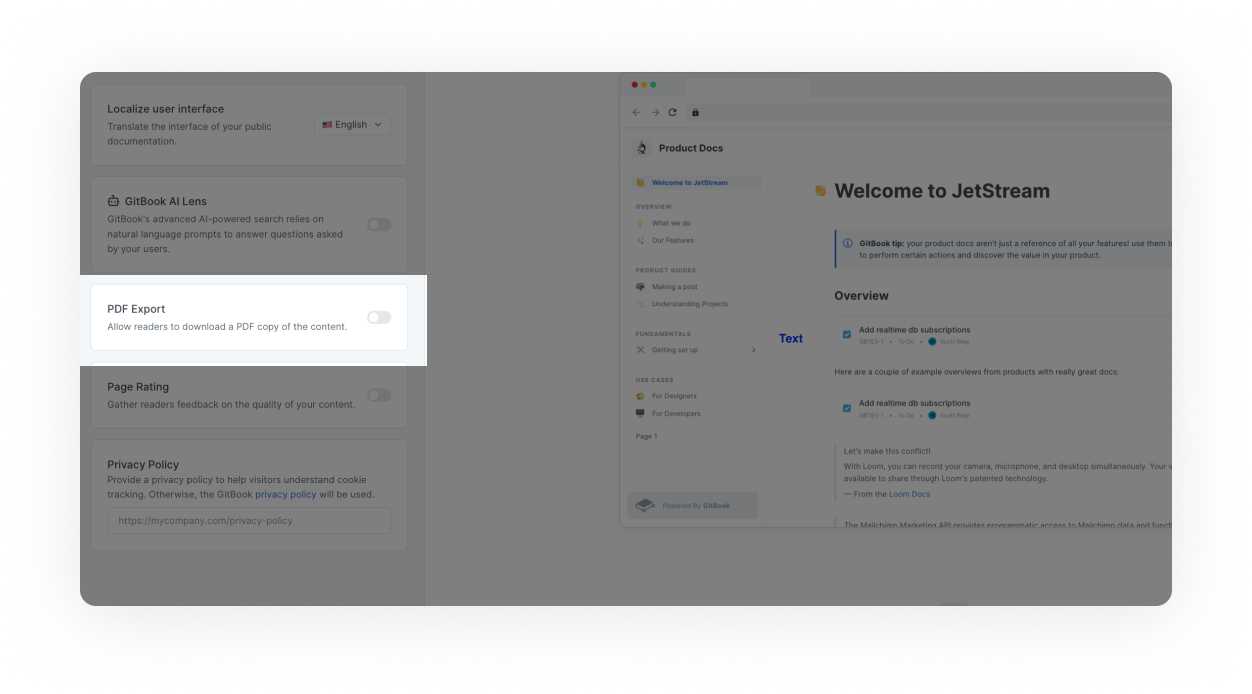 Localize user interface
Translate the interface of your public
documentation.
English
GitBook AI Lens
GitBook's advanced AI-powered search relies on
natural language prompts to answer questions asked
by your users.
PDF Export
Allow readers to download a PDF copy of the content.
Page Rating
Gather readers feedback on the quality of your content.
Privacy Policy
Provide a privacy policy to help visitors understand cookie
tracking. Otherwise, the GitBook privacy policy will be used.
https://mycompany.com/privacy-policy
Product Docs
Welcome to JetStream
OVERVIEW
What we do
Our Features
PRODUCT GUIDES
Making a post
Understanding Projects
FUNDAMENTALS
Getting set up
USE CASES
For Designers
For Developers
Page 1
Powered By GitBook
Text
Welcome to JetStream
GitBook tip: your product docs aren't just a reference of all your features! use them
to perform certain actions and discover the value in your product.
Overview
Add realtime db subscriptions
GBTES-1 • To Do • Scott Riley
Here are a couple of example overviews from products with really great docs:
Add realtime db subscriptions
GBTES-1 • To Do • Scott Riley
Let's make this conflict!
With Loom, you can record your camera, microphone, and desktop simultaneously. Your
available to share through Loom's patented technology.
— From the Loom Docs
The Mailchimp Marketing API provides programmatic access to Mailchimp data and